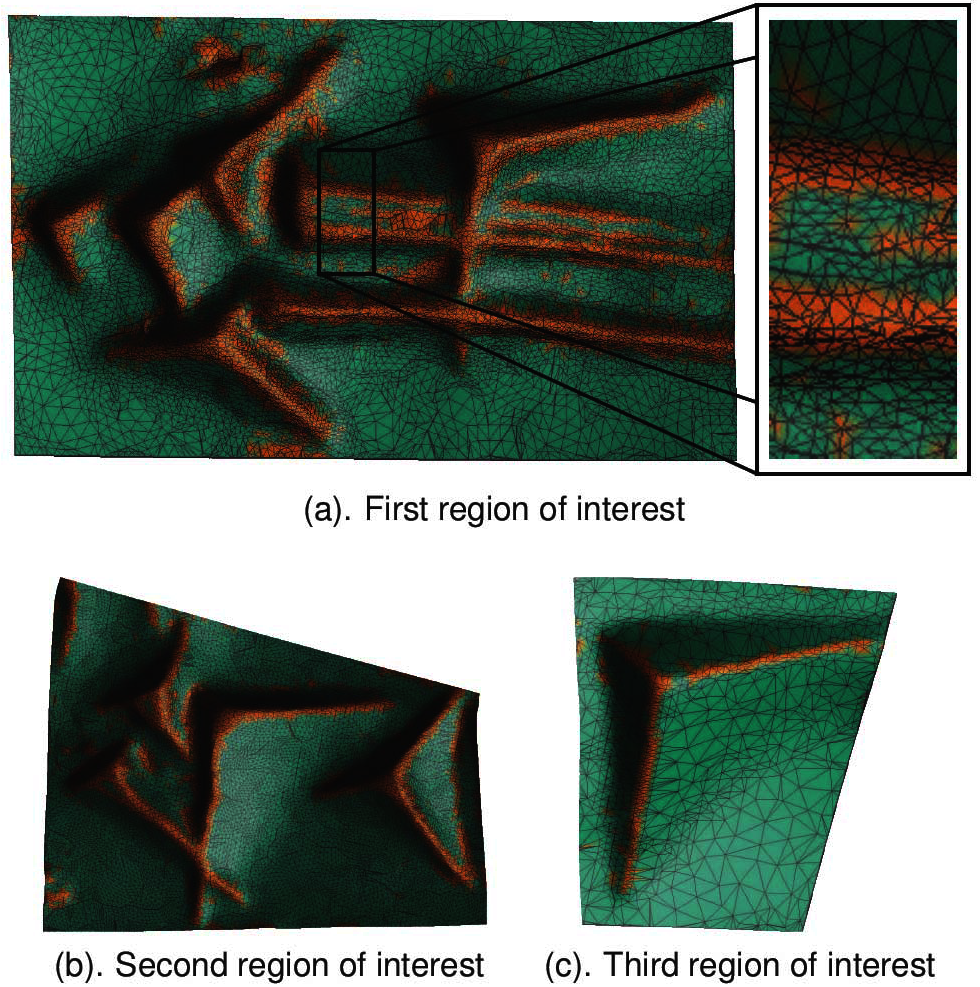 (a). First region of interest
(b). Second region of interest
(c). Third region of interest